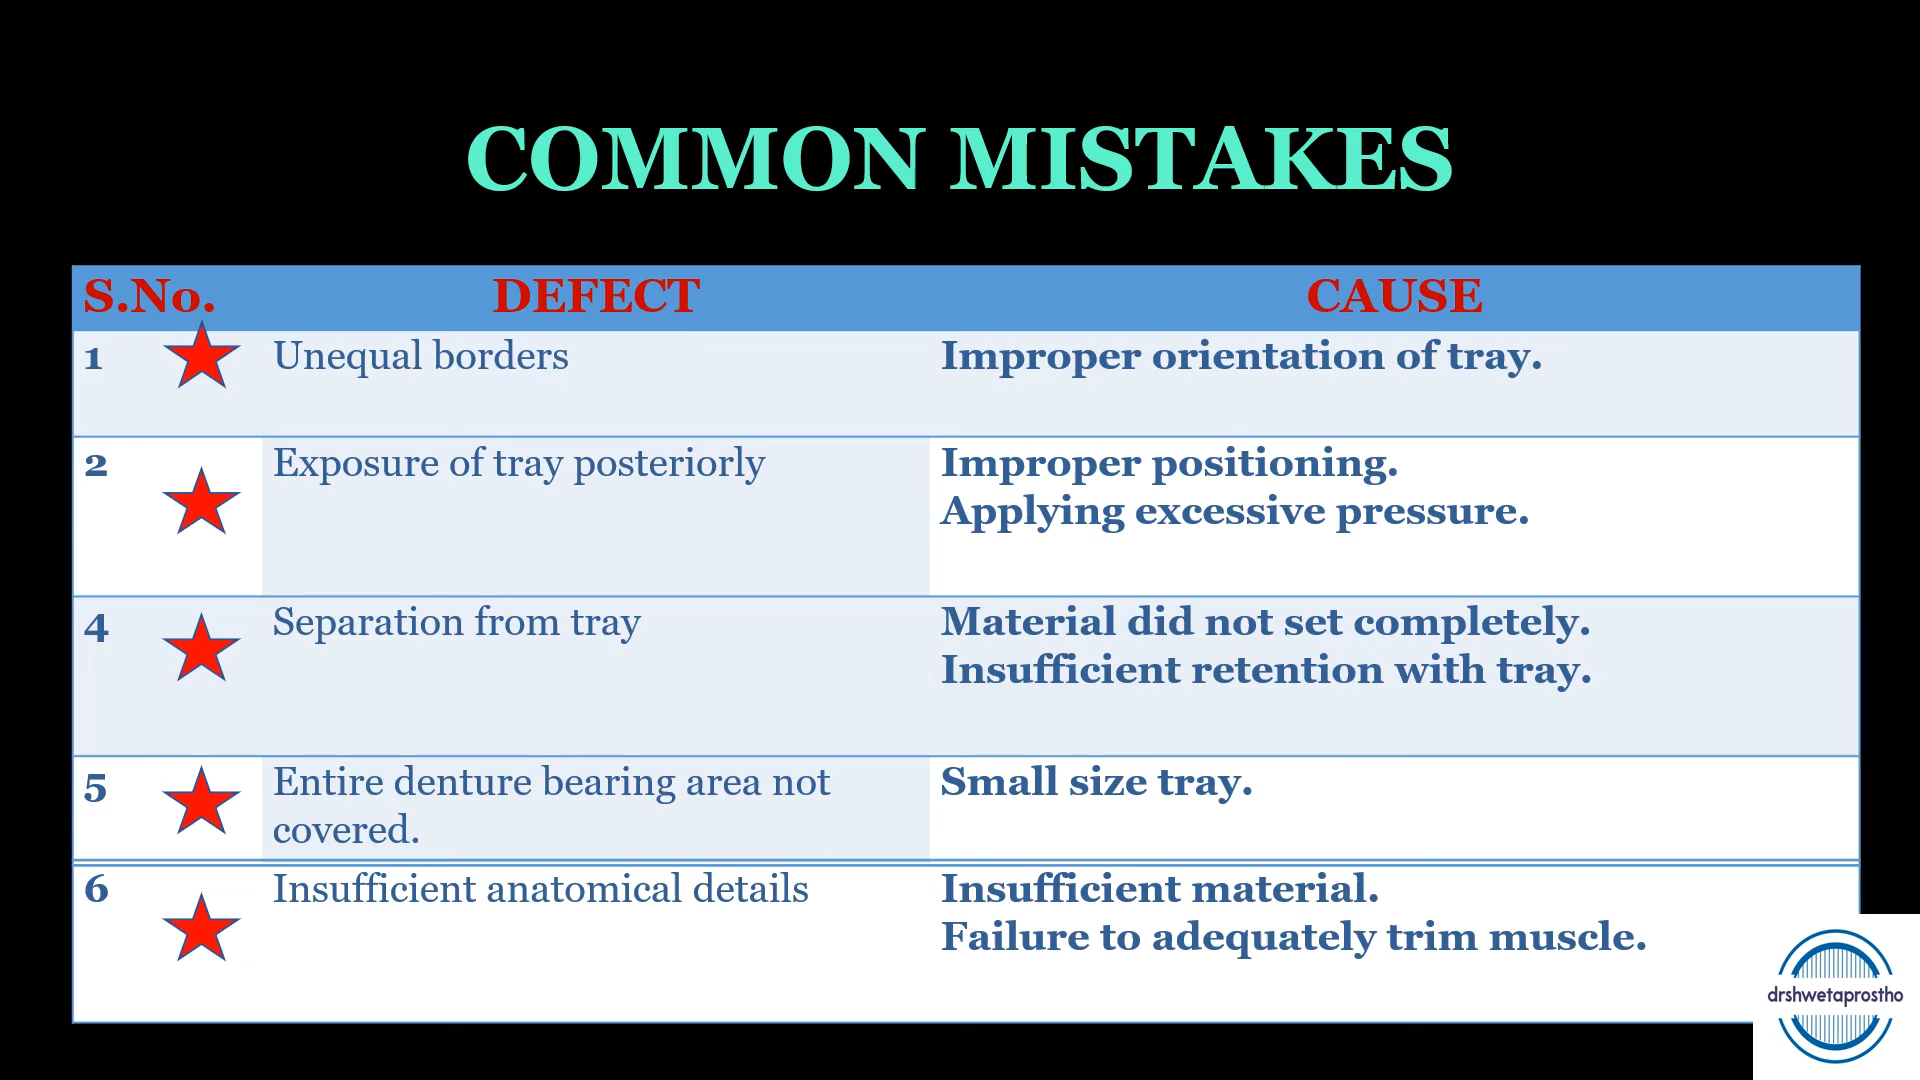 COMMON MISTAKES
S.No. DEFECT CAUSE
1 Unequal borders Improper orientation of tray.
2 Exposure of tray posteriorly Improper positioning.
Applying excessive pressure.
4 Separation from tray Material did not set completely.
Insufficient retention with tray.
5 Entire denture bearing area not Small size tray.
covered.
6 Insufficient anatomical details Insufficient material.
Failure to adequately trim muscle.
drshwetaprostho